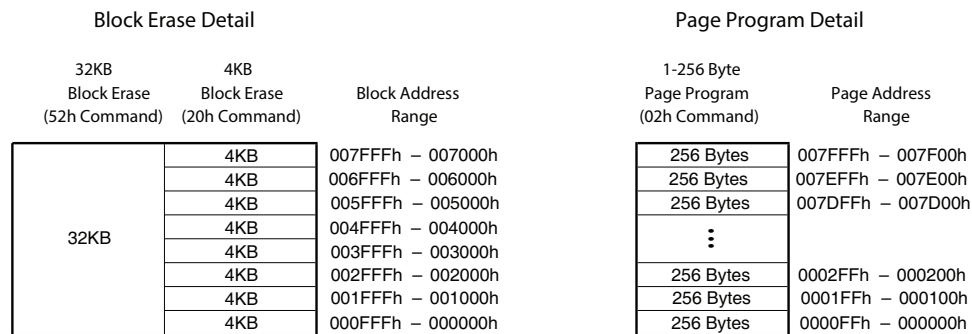 Block Erase Detail
Page Program Detail
32KB
Block Erase
(52h Command)
4KB
Block Erase
(20h Command)
Block Address
Range
1-256 Byte
Page Program
(02h Command)
Page Address
Range
32KB
4KB 007FFFh – 007000h
4KB 006FFFh – 006000h
4KB 005FFFh – 005000h
4KB 004FFFh – 004000h
4KB 003FFFh – 003000h
4KB 002FFFh – 002000h
4KB 001FFFh – 001000h
4KB 000FFFh – 000000h
256 Bytes 007FFFh – 007F00h
256 Bytes 007EFFh – 007E00h
256 Bytes 007DFFh – 007D00h
256 Bytes 0002FFh – 000200h
256 Bytes 0001FFh – 000100h
256 Bytes 0000FFh – 000000h